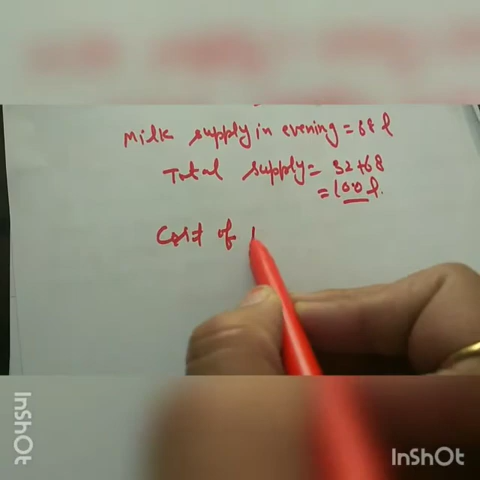 Milk supply in evening = 68 l
Total supply = 32+68
= 100 l.
Cost of 1
InShOt
InShOt